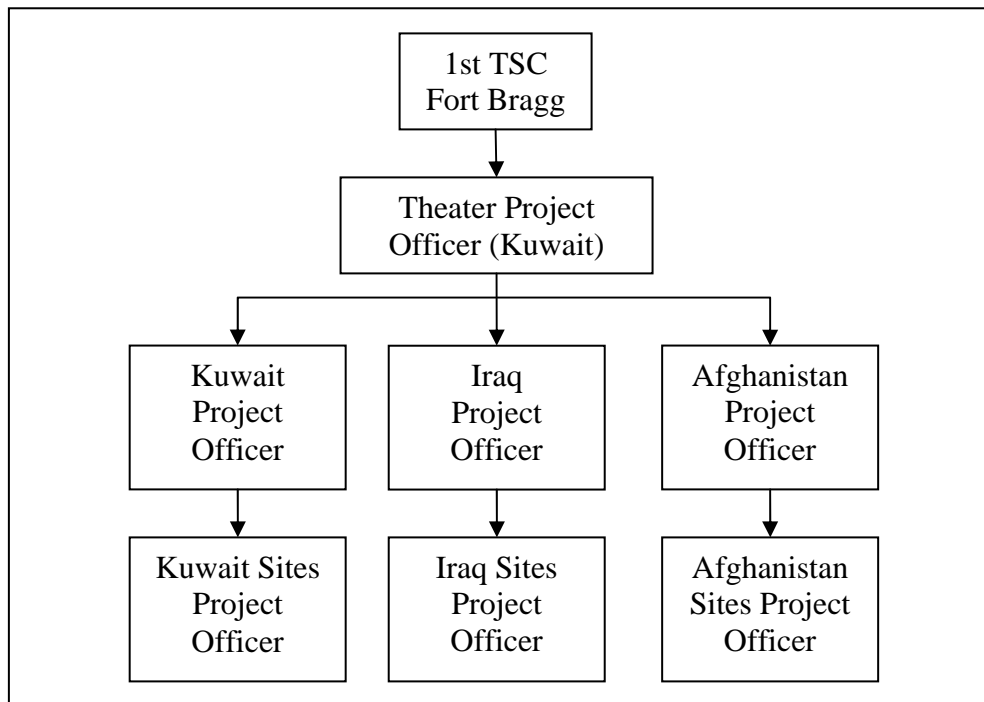 1st TSC
Fort Bragg
Theater Project
Officer (Kuwait)
Kuwait
Project
Officer
Iraq
Project
Officer
Afghanistan
Project
Officer
Kuwait Sites
Project
Officer
Iraq Sites
Project
Officer
Afghanistan
Sites Project
Officer